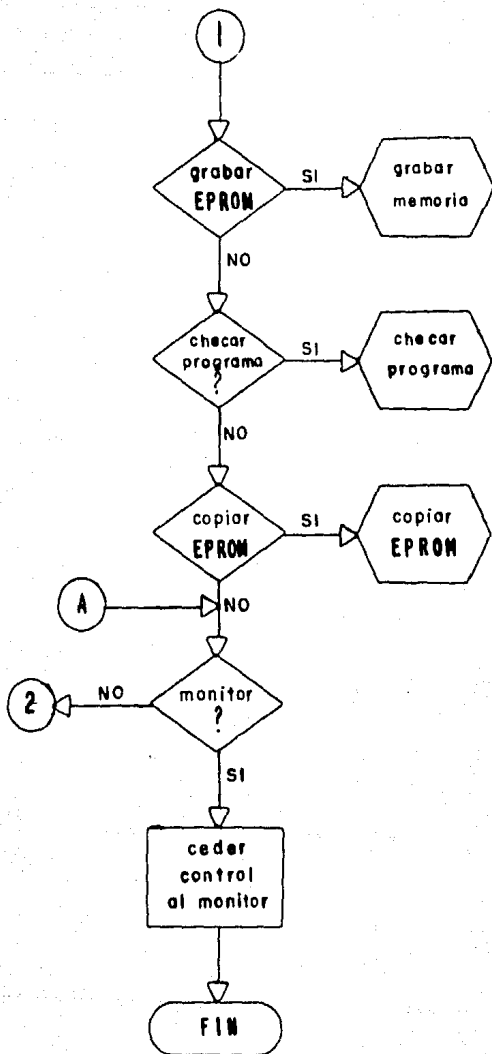 1
grabar
EPROM
SI
grabar
memoria
NO
checar
programa
?
SI
checar
programa
NO
copiar
EPROM
SI
copiar
EPROM
A
NO
monitor
?
NO
2
SI
ceder
control
al monitor
FIN